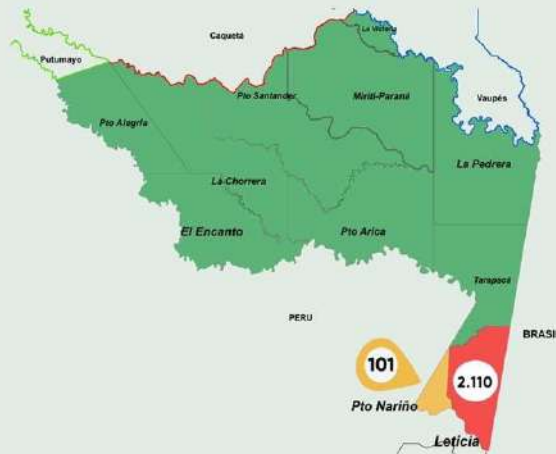 La Victoria
Caquetá
Putumayo
Pto Santander
Miriti-Paraná
Vaupés
Pto Alegría
La Pedrera
La Chorrera
El Encanto
Pto Arica
Tarapacá
PERU
BRASI
101
2.110
Pto Nariño
Leticia